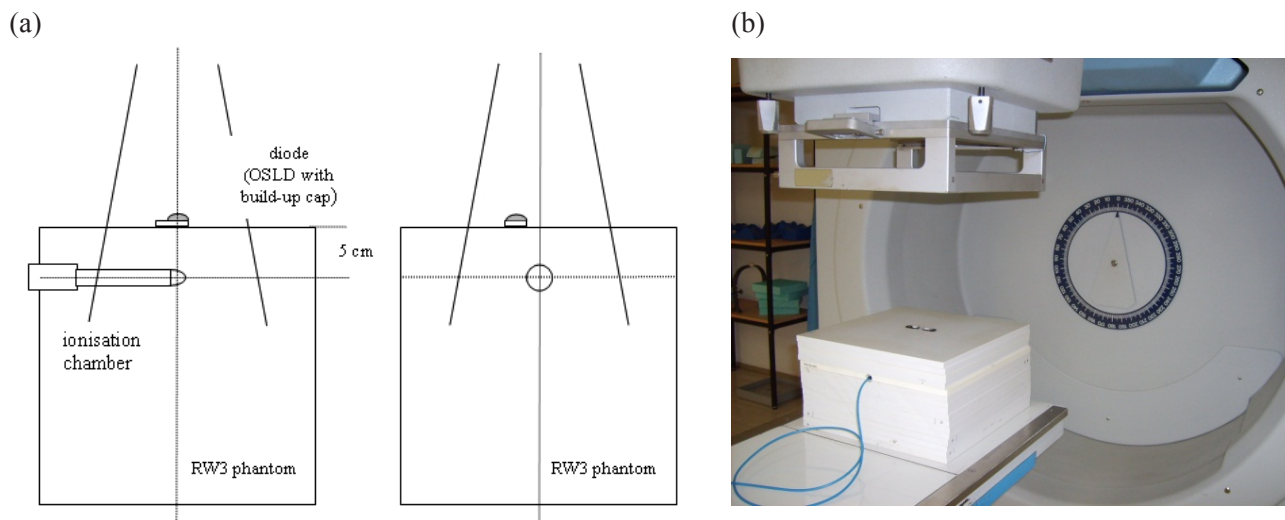 (a)
(b)
diode
(OSLD with
build-up cap)
5 cm
ionisation
chamber
RW3 phantom
RW3 phantom